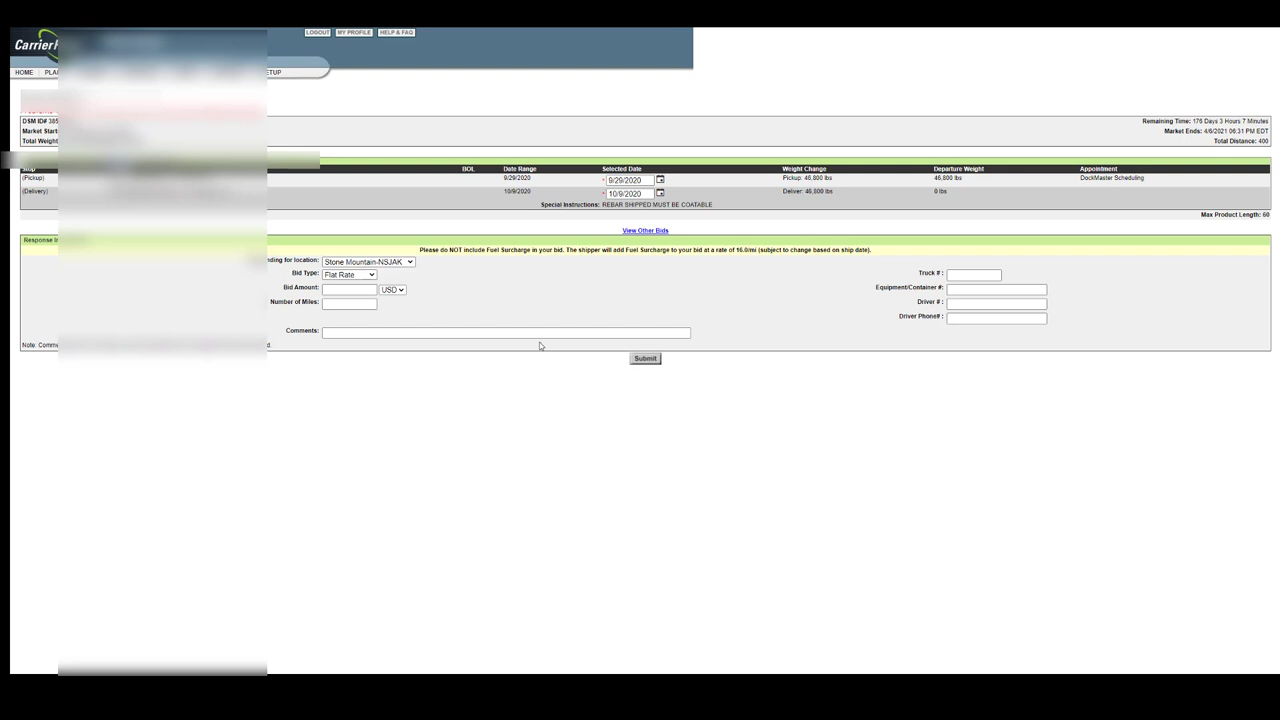 LOGOUT MY PROFILE HELP & FAQ
HOME
DSM ID# Remaining Time: 176 Days 3 Hours 7 Minutes
Market Ends: 4/6/2021 06:31 PM EDT
Total Distance: 400
BOL Date Range Selected Date Weight Change Departure Weight Appointment
(Pickup) 9/29/2020 * 9/29/2020 Pickup: 46,800 lbs 46,800 lbs DockMaster Scheduling
(Delivery) 10/9/2020 * 10/9/2020 Deliver: 46,800 lbs 0 lbs
Special Instructions: REBAR SHIPPED MUST BE COATABLE
Max Product Length: 60
View Other Bids
Response
Please do NOT include Fuel Surcharge in your bid. The shipper will add Fuel Surcharge to your bid at a rate of 16.0/mi (subject to change based on ship date).
for location: Stone Mountain-NSJAK
Bid Type: Flat Rate Truck # :
Bid Amount: USD Equipment/Container #:
Number of Miles: Driver # :
Driver Phone# :
Comments:
Note:
Submit